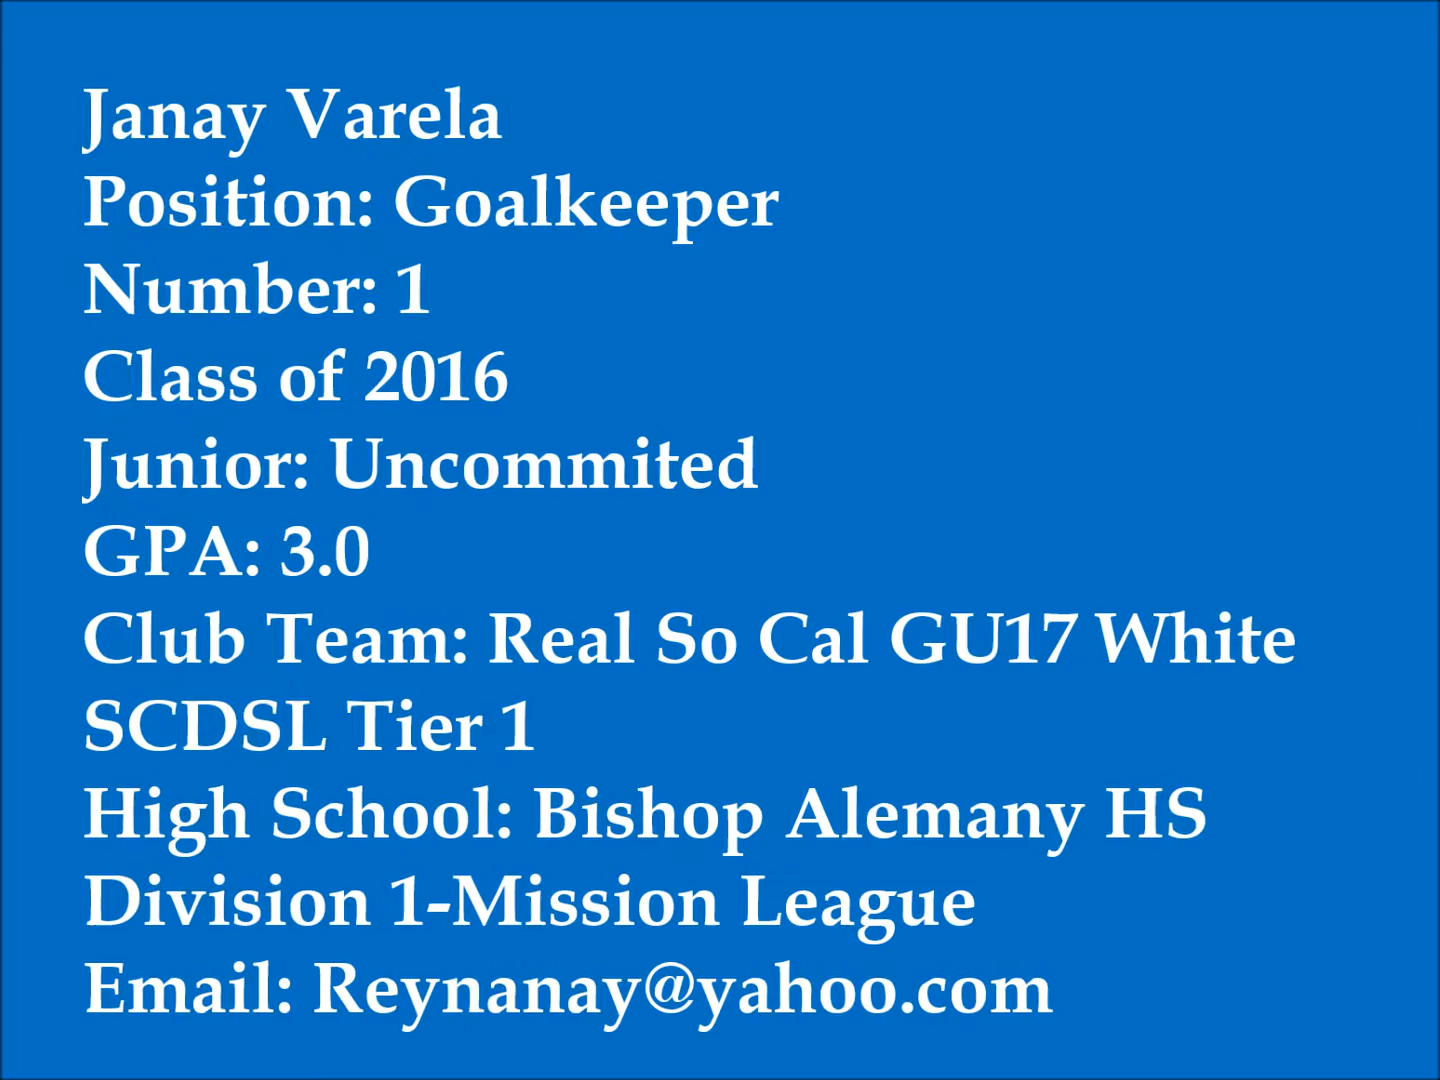 Janay Varela
Position: Goalkeeper
Number: 1
Class of 2016
Junior: Uncommited
GPA: 3.0
Club Team: Real So Cal GU17 White
SCDSL Tier 1
High School: Bishop Alemany HS
Division 1-Mission League
Email: Reynanay@yahoo.com